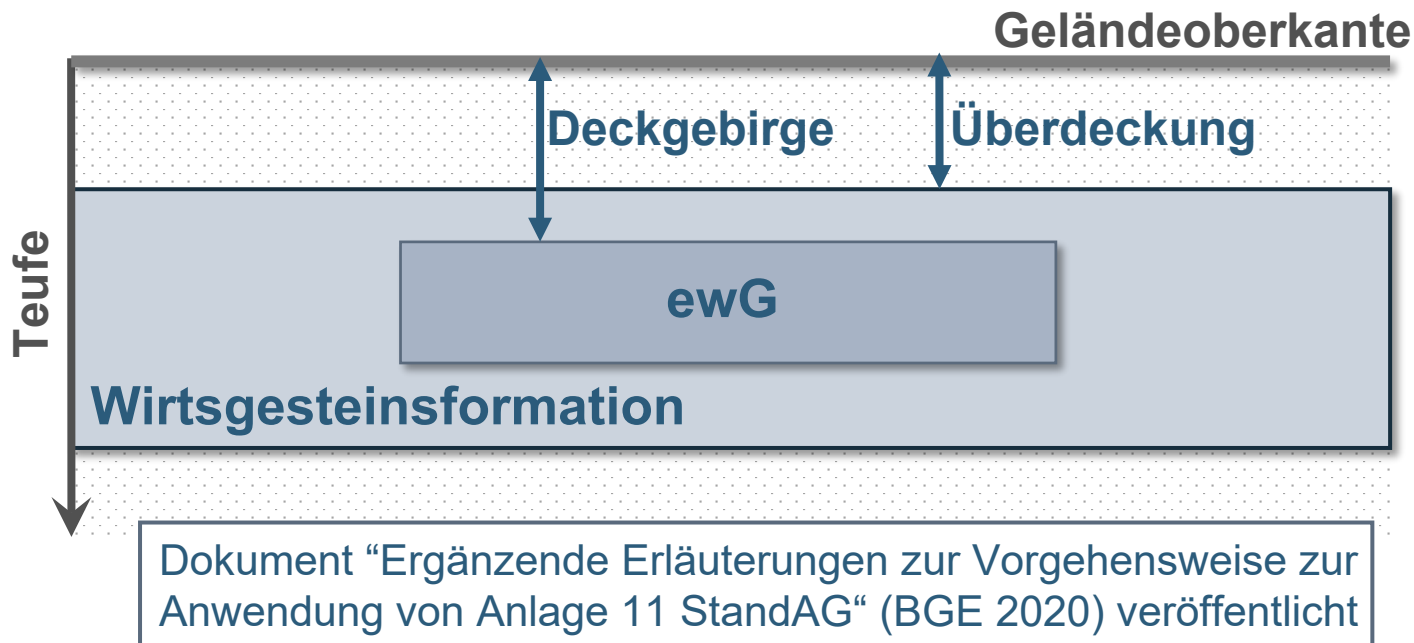 Geländeoberkante
Deckgebirge
Überdeckung
Teufe
ewG
Wirtsgesteinsformation
Dokument “Ergänzende Erläuterungen zur Vorgehensweise zur
Anwendung von Anlage 11 StandAG“ (BGE 2020) veröffentlicht